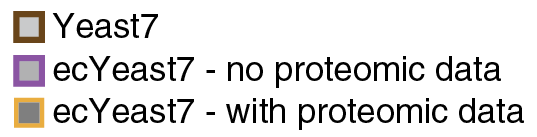 Yeast7
ecYeast7 - no proteomic data
ecYeast7 - with proteomic data